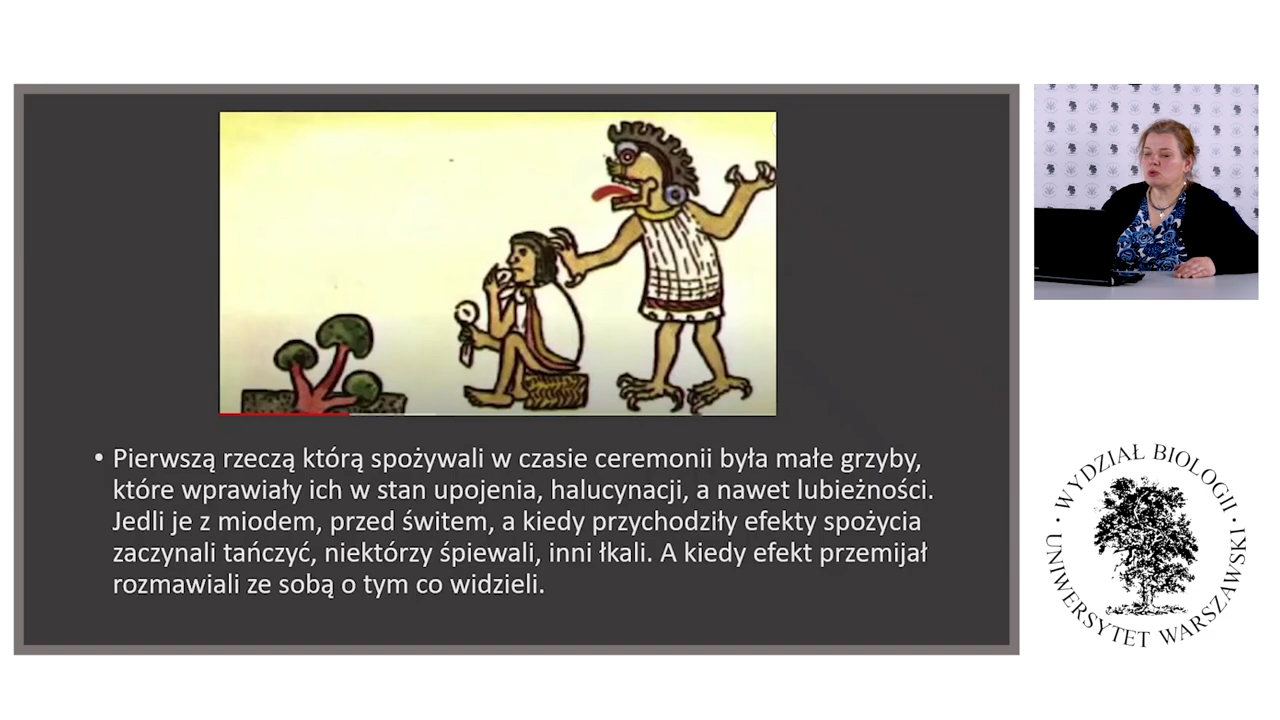 • Pierwszą rzeczą którą spożywali w czasie ceremonii była małe grzyby,
które wprawiały ich w stan upojenia, halucynacji, a nawet lubieżności.
Jedli je z miodem, przed świtem, a kiedy przychodziły efekty spożycia
zaczynali tańczyć, niektórzy śpiewali, inni łkali. A kiedy efekt przemijał
rozmawiali ze sobą o tym co widzieli.
· WYDZIAŁ BIOLOGII ·
UNIWERSYTET WARSZAWSKI